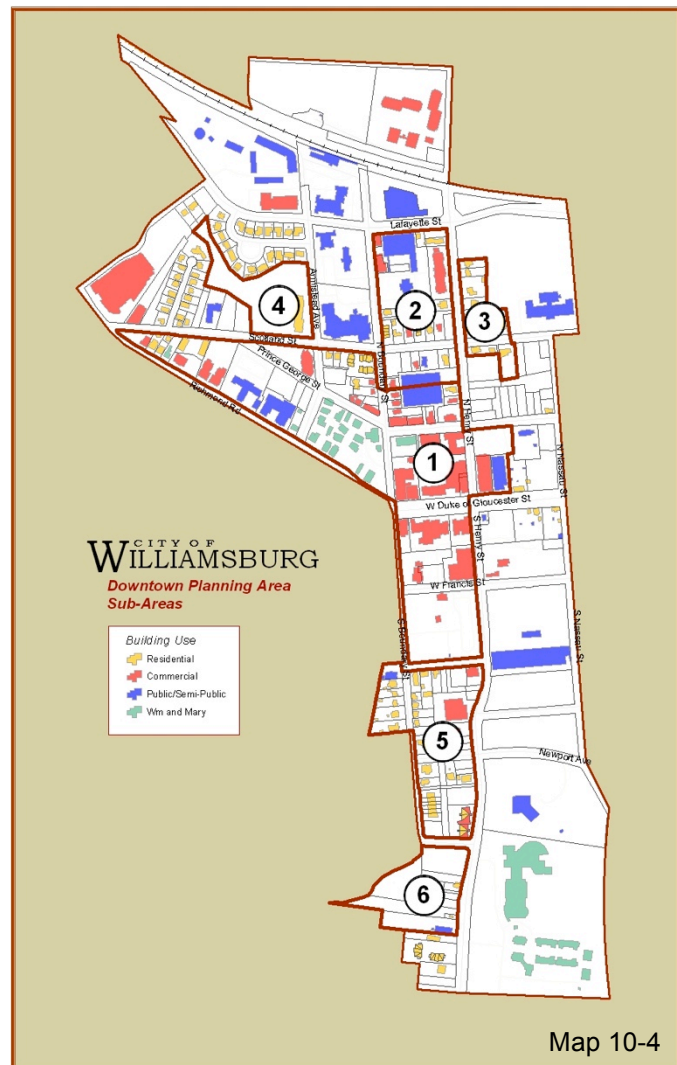 Lafayette St
Armistead Ave
4
2
3
Scotland St
Prince George St
N Boundary St
Richmond Rd
N Henry St
1
N Nassau St
W Duke of Gloucester St
S Henry St
CITY OF
WILLIAMSBURG
Downtown Planning Area
Sub-Areas
W Francis St
S Boundary St
S Nassau St
Building Use
Residential
Commercial
Public/Semi-Public
Wm and Mary
5
Newport Ave
6
Map 10-4